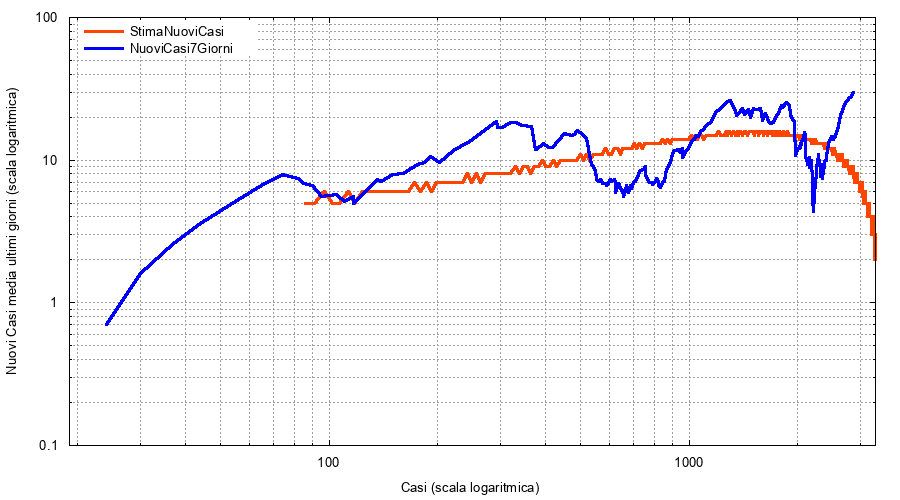 100
StimaNuoviCasi
NuoviCasi7Giorni
10
1
0.1
Nuovi Casi media ultimi giorni (scala logaritmica)
100
1000
Casi (scala logaritmica)